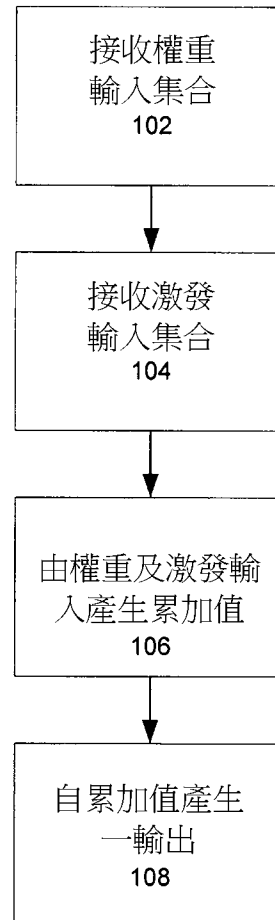 接收權重
輸入集合
102
接收激發
輸入集合
104
由權重及激發輸
入產生累加值
106
自累加值產生
一輸出
108